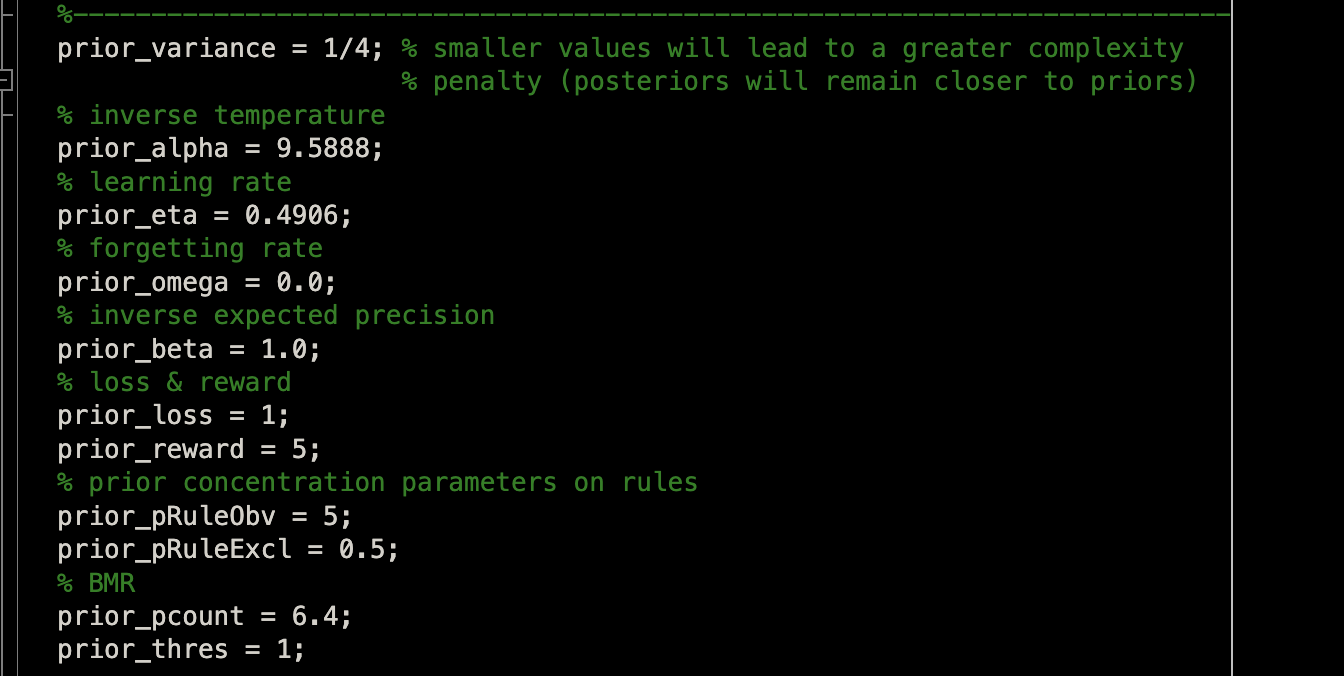 %--------------------------------------------------------------------------
prior_variance = 1/4; % smaller values will lead to a greater complexity
% penalty (posteriors will remain closer to priors)
% inverse temperature
prior_alpha = 9.5888;
% learning rate
prior_eta = 0.4906;
% forgetting rate
prior_omega = 0.0;
% inverse expected precision
prior_beta = 1.0;
% loss & reward
prior_loss = 1;
prior_reward = 5;
% prior concentration parameters on rules
prior_pRuleObv = 5;
prior_pRuleExcl = 0.5;
% BMR
prior_pcount = 6.4;
prior_thres = 1;